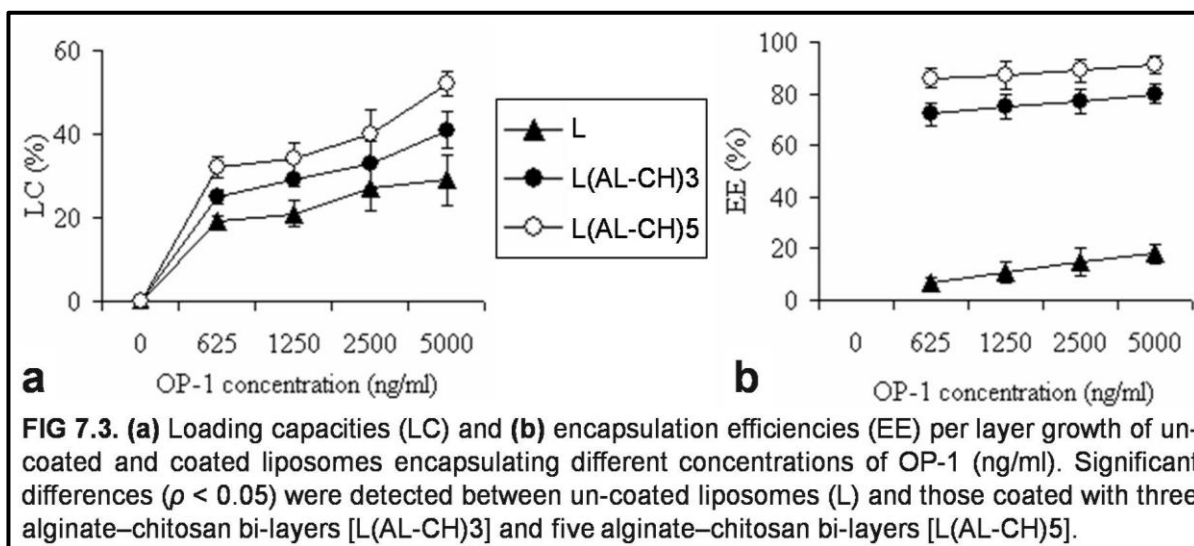 60
40
20
0
LC (%)
0 625 1250 2500 5000
OP-1 concentration (ng/ml)
a
L
L(AL-CH)3
L(AL-CH)5
100
80
60
40
20
0
EE (%)
0 625 1250 2500 5000
OP-1 concentration (ng/ml)
b
FIG 7.3. (a) Loading capacities (LC) and (b) encapsulation efficiencies (EE) per layer growth of un-
coated and coated liposomes encapsulating different concentrations of OP-1 (ng/ml). Significant
differences (ρ < 0.05) were detected between un-coated liposomes (L) and those coated with three
alginate–chitosan bi-layers [L(AL-CH)3] and five alginate–chitosan bi-layers [L(AL-CH)5].